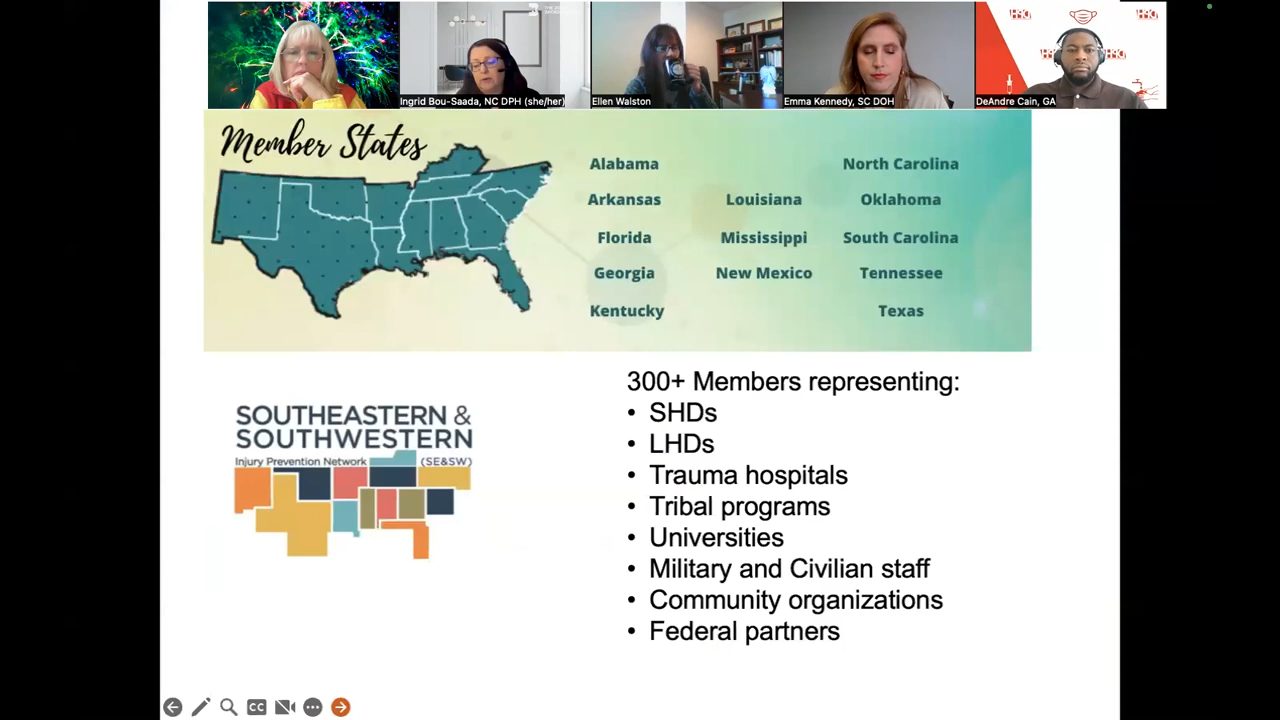 Ingrid Bou-Saada, NC DPH (she/her)
Ellen Walston
Emma Kennedy, SC DOH
DeAndre Cain, GA
Member States
Alabama
Arkansas
Florida
Georgia
Kentucky
Louisiana
Mississippi
New Mexico
North Carolina
Oklahoma
South Carolina
Tennessee
Texas
SOUTHEASTERN &
SOUTHWESTERN
Injury Prevention Network (SE&SW)
300+ Members representing:
• SHDs
• LHDs
• Trauma hospitals
• Tribal programs
• Universities
• Military and Civilian staff
• Community organizations
• Federal partners
CC